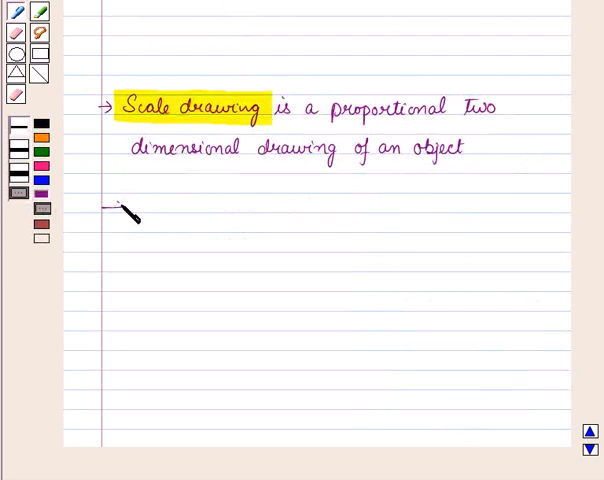 → Scale drawing is a proportional two
dimensional drawing of an object